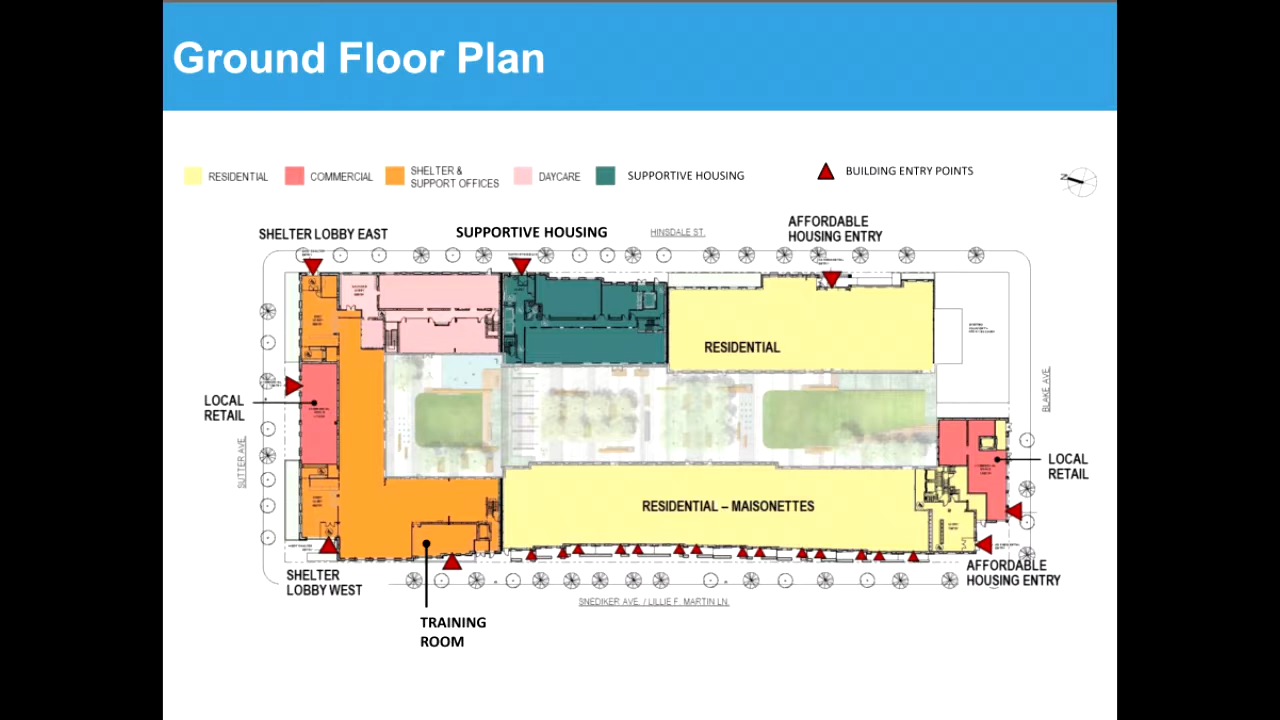 Ground Floor Plan
RESIDENTIAL
COMMERCIAL
SHELTER &
SUPPORT OFFICES
DAYCARE
SUPPORTIVE HOUSING
BUILDING ENTRY POINTS
N
SHELTER LOBBY EAST
SUPPORTIVE HOUSING
HINSDALE ST.
AFFORDABLE
HOUSING ENTRY
RESIDENTIAL
LOCAL
RETAIL
SUTTER AVE.
BLAKE AVE.
LOCAL
RETAIL
RESIDENTIAL – MAISONETTES
SHELTER
LOBBY WEST
AFFORDABLE
HOUSING ENTRY
SNEDIKER AVE. / LILLIE F. MARTIN LN.
TRAINING
ROOM